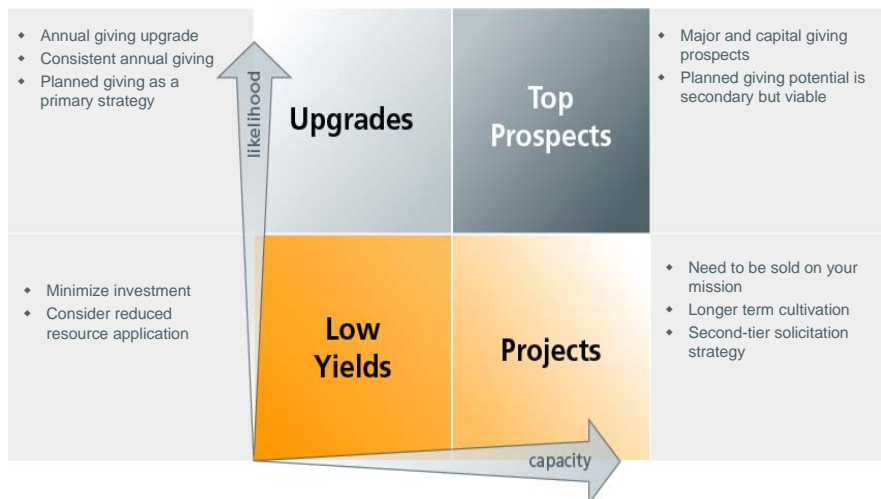 ◆ Annual giving upgrade
◆ Consistent annual giving
◆ Planned giving as a
primary strategy
likelihood
Upgrades
Top
Prospects
◆ Major and capital giving
prospects
◆ Planned giving potential is
secondary but viable
◆ Minimize investment
◆ Consider reduced
resource application
Low
Yields
Projects
◆ Need to be sold on your
mission
◆ Longer term cultivation
◆ Second-tier solicitation
strategy
capacity